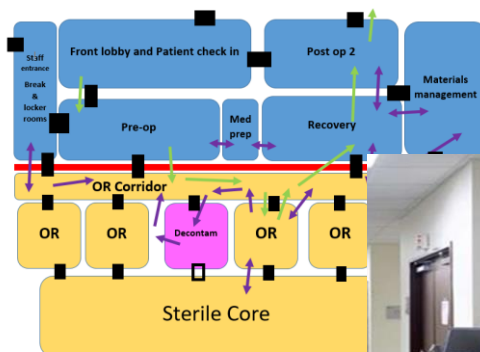 Staff
entrance
Break
&
locker
rooms
Front lobby and Patient check in
Post op 2
Materials
management
Pre-op
Med
prep
Recovery
OR Corridor
OR
OR
Decontam
OR
OR
Sterile Core